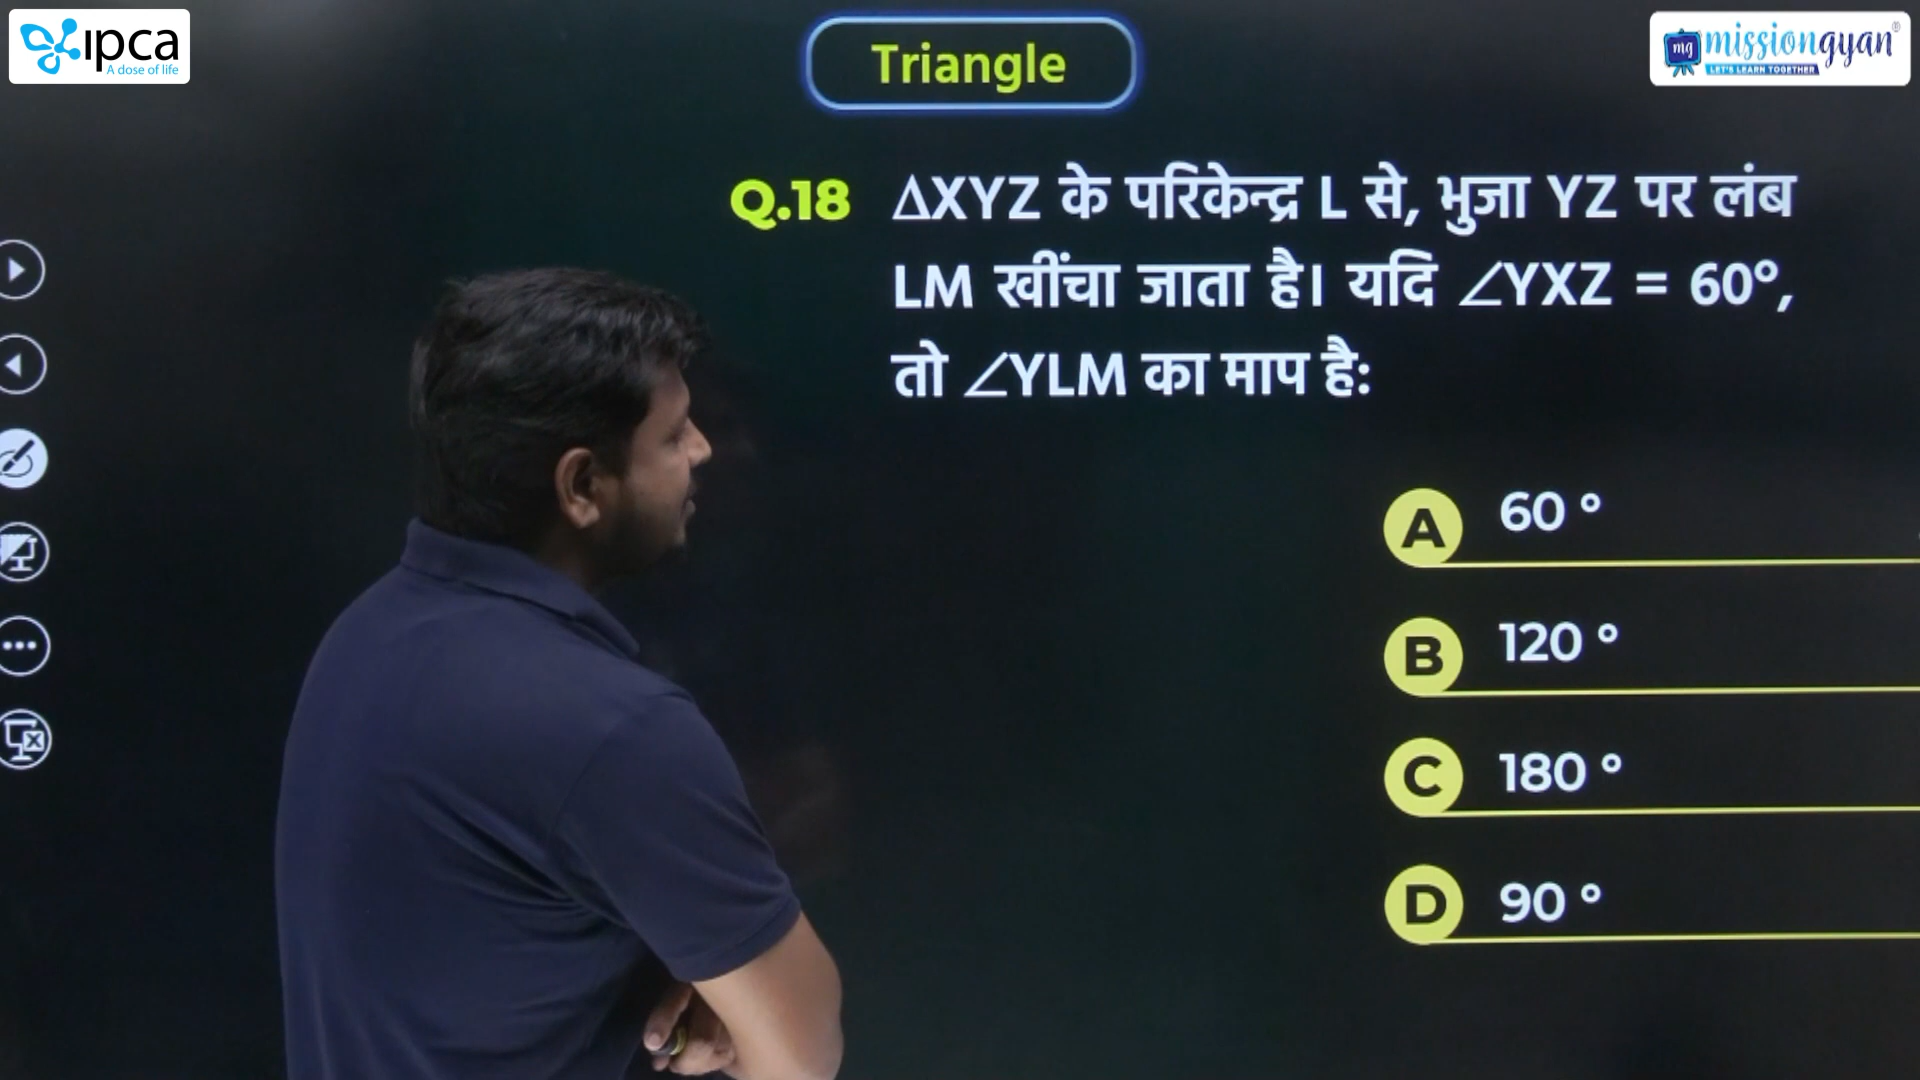 ipca
A dose of life
Triangle
mg missiongyan®
LET'S LEARN TOGETHER
Q.18 ΔXYZ के परिकेन्द्र L से, भुजा YZ पर लंब
LM खींचा जाता है। यदि ∠YXZ = 60°,
तो ∠YLM का माप है:
A 60 °
B 120 °
C 180 °
D 90 °